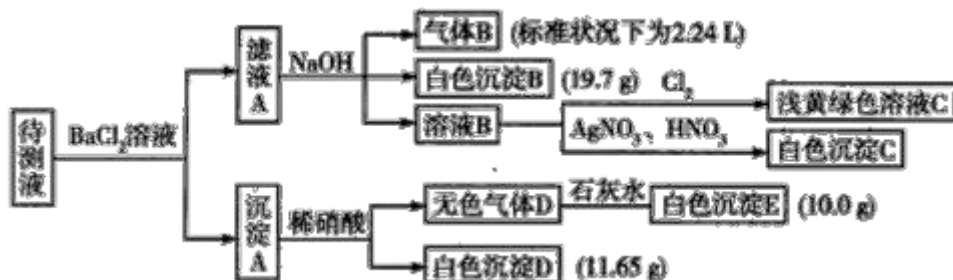 气体B (标准状况下为2.24 L)
滤液A
NaOH
白色沉淀B (19.7 g)
Cl₂
浅黄绿色溶液C
溶液B
待测液
BaCl₂溶液
AgNO₃、HNO₃
白色沉淀C
沉淀A
稀硝酸
无色气体D
石灰水
白色沉淀E (10.0 g)
白色沉淀D (11.65 g)